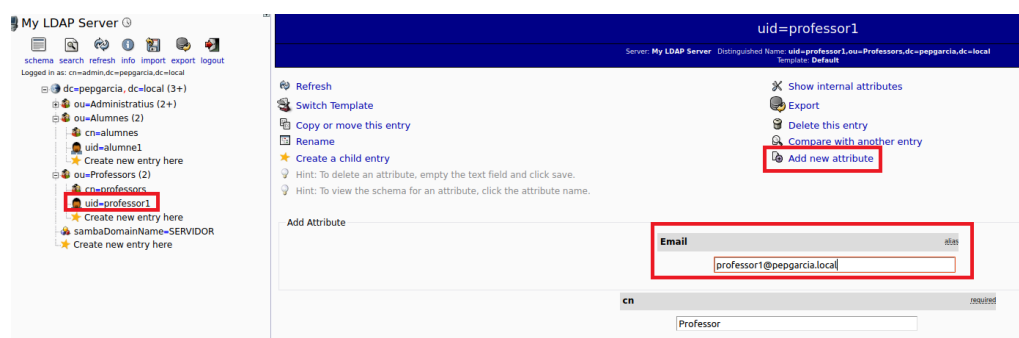 My LDAP Server
schema search refresh info import export logout
Logged in as: cn=admin,dc=pepgarcia,dc=local
dc=pepgarcia, dc=local (3+)
ou=Administratius (2+)
ou=Alumnes (2)
cn=alumnes
uid=alumne1
Create new entry here
ou=Professors (2)
cn=professors
uid=professor1
Create new entry here
sambaDomainName=SERVIDOR
Create new entry here
uid=professor1
Server: My LDAP Server Distinguished Name: uid=professor1,ou=Professors,dc=pepgarcia,dc=local
Template: Default
Refresh
Switch Template
Copy or move this entry
Rename
Create a child entry
Hint: To delete an attribute, empty the text field and click save.
Hint: To view the schema for an attribute, click the attribute name.
Show internal attributes
Export
Delete this entry
Compare with another entry
Add new attribute
Add Attribute
Email alias
professor1@pepgarcia.local
cn required
Professor